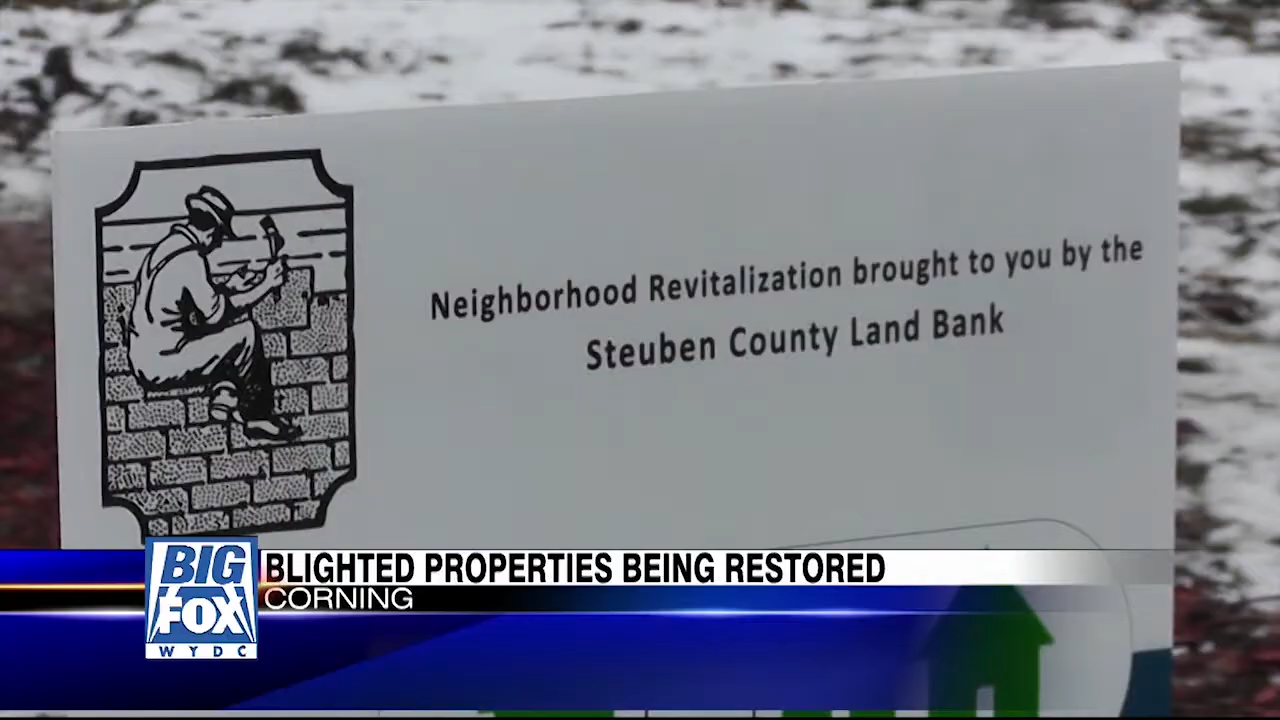 Neighborhood Revitalization brought to you by the
Steuben County Land Bank
BIG
FOX
WYDC
BLIGHTED PROPERTIES BEING RESTORED
CORNING